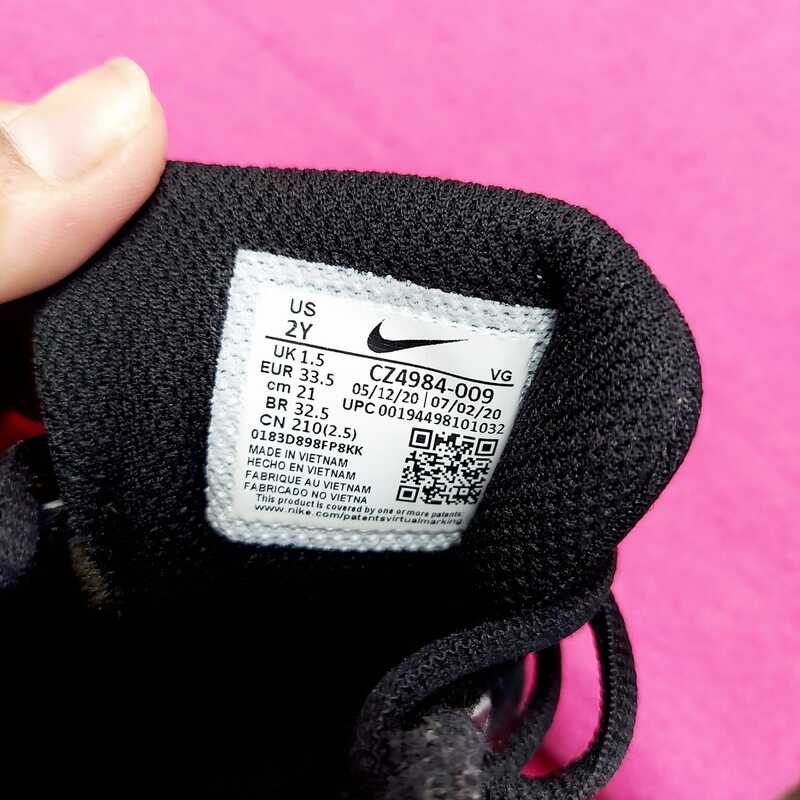 US
2Y
UK 1.5
EUR 33.5
cm 21
BR 32.5
CN 210(2.5)
CZ4984-009
VG
05/12/20 | 07/02/20
UPC 00194498101032
0183D898FP8KK
MADE IN VIETNAM
HECHO EN VIETNAM
FABRIQUE AU VIETNAM
FABRICADO NO VIETNA
This product is covered by one or more patents:
www.nike.com/patentsvirtualmarking